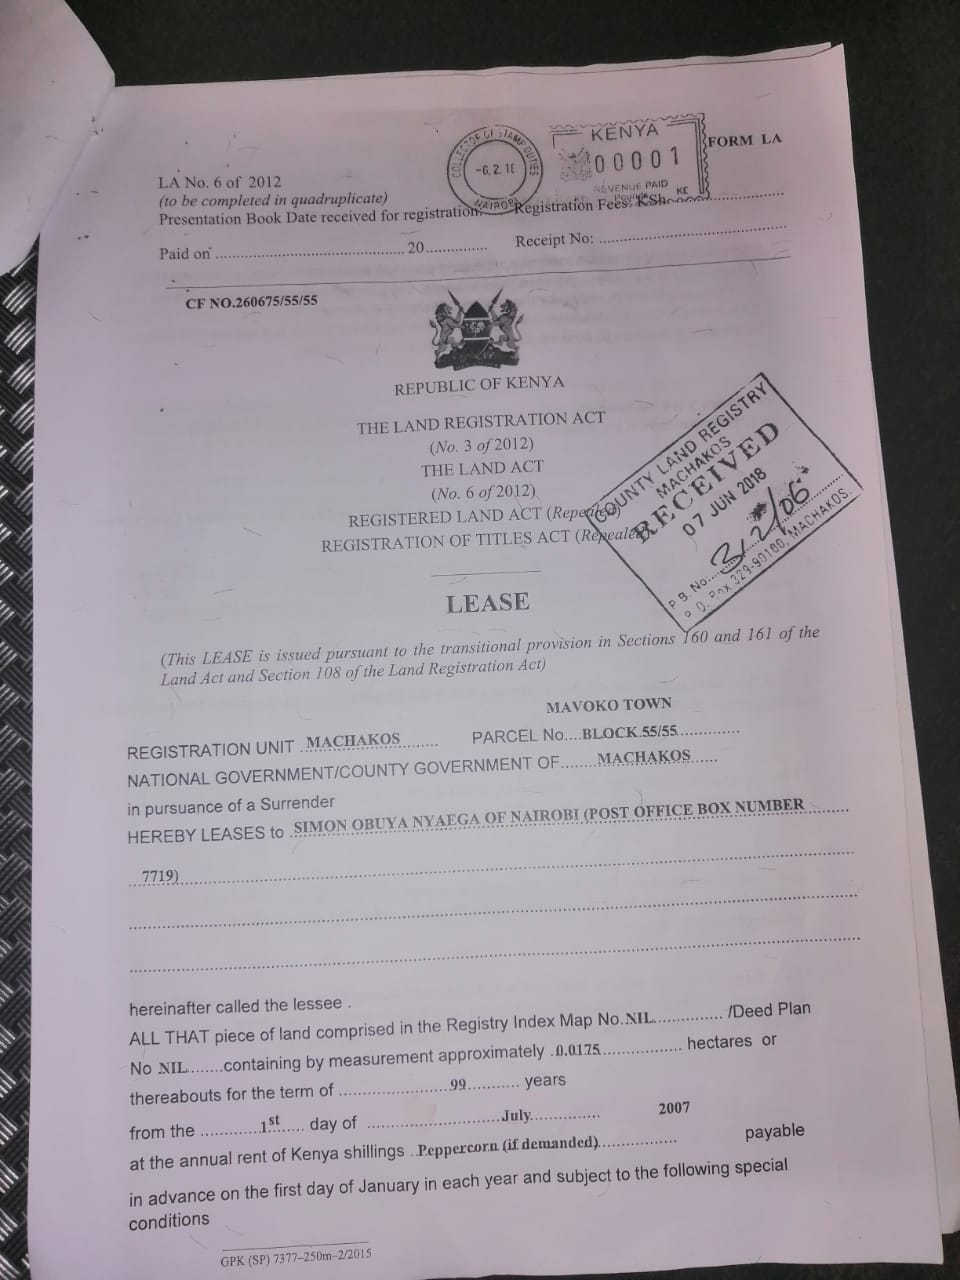 COLLECTOR OF STAMP DUTIES
NAIROBI
KENYA
00001
REVENUE PAID
FORM LA
LA No. 6 of 2012
(to be completed in quadruplicate)
Presentation Book Date received for registration. Registration Fees: KSh
Paid on ........................................... 20.............. Receipt No: ..........................................
CF NO.260675/55/55
REPUBLIC OF KENYA
THE LAND REGISTRATION ACT
(No. 3 of 2012)
THE LAND ACT
(No. 6 of 2012)
REGISTERED LAND ACT (Repealed)
REGISTRATION OF TITLES ACT (Repealed
COUNTY LAND REGISTRY
MACHAKOS
RECEIVED
07 JUN 2018
P. B. No:
P. O. Box 329-90160, MACHAKOS.
LEASE
(This LEASE is issued pursuant to the transitional provision in Sections 160 and 161 of the
Land Act and Section 108 of the Land Registration Act)
MAVOKO TOWN
REGISTRATION UNIT .MACHAKOS........ PARCEL No....BLOCK 55/55..............
NATIONAL GOVERNMENT/COUNTY GOVERNMENT OF........MACHAKOS......
in pursuance of a Surrender
HEREBY LEASES to .SIMON OBUYA NYAEGA OF NAIROBI (POST OFFICE BOX NUMBER
7719)
hereinafter called the lessee .
ALL THAT piece of land comprised in the Registry Index Map No.NIL............... /Deed Plan
No NIL........containing by measurement approximately .0.0175.................. hectares or
thereabouts for the term of ........................99........... years
from the ............1st...... day of .............................July............... 2007
at the annual rent of Kenya shillings ..Peppercorn (if demanded)................. payable
in advance on the first day of January in each year and subject to the following special
conditions
GPK (SP) 7377–250m–2/2015